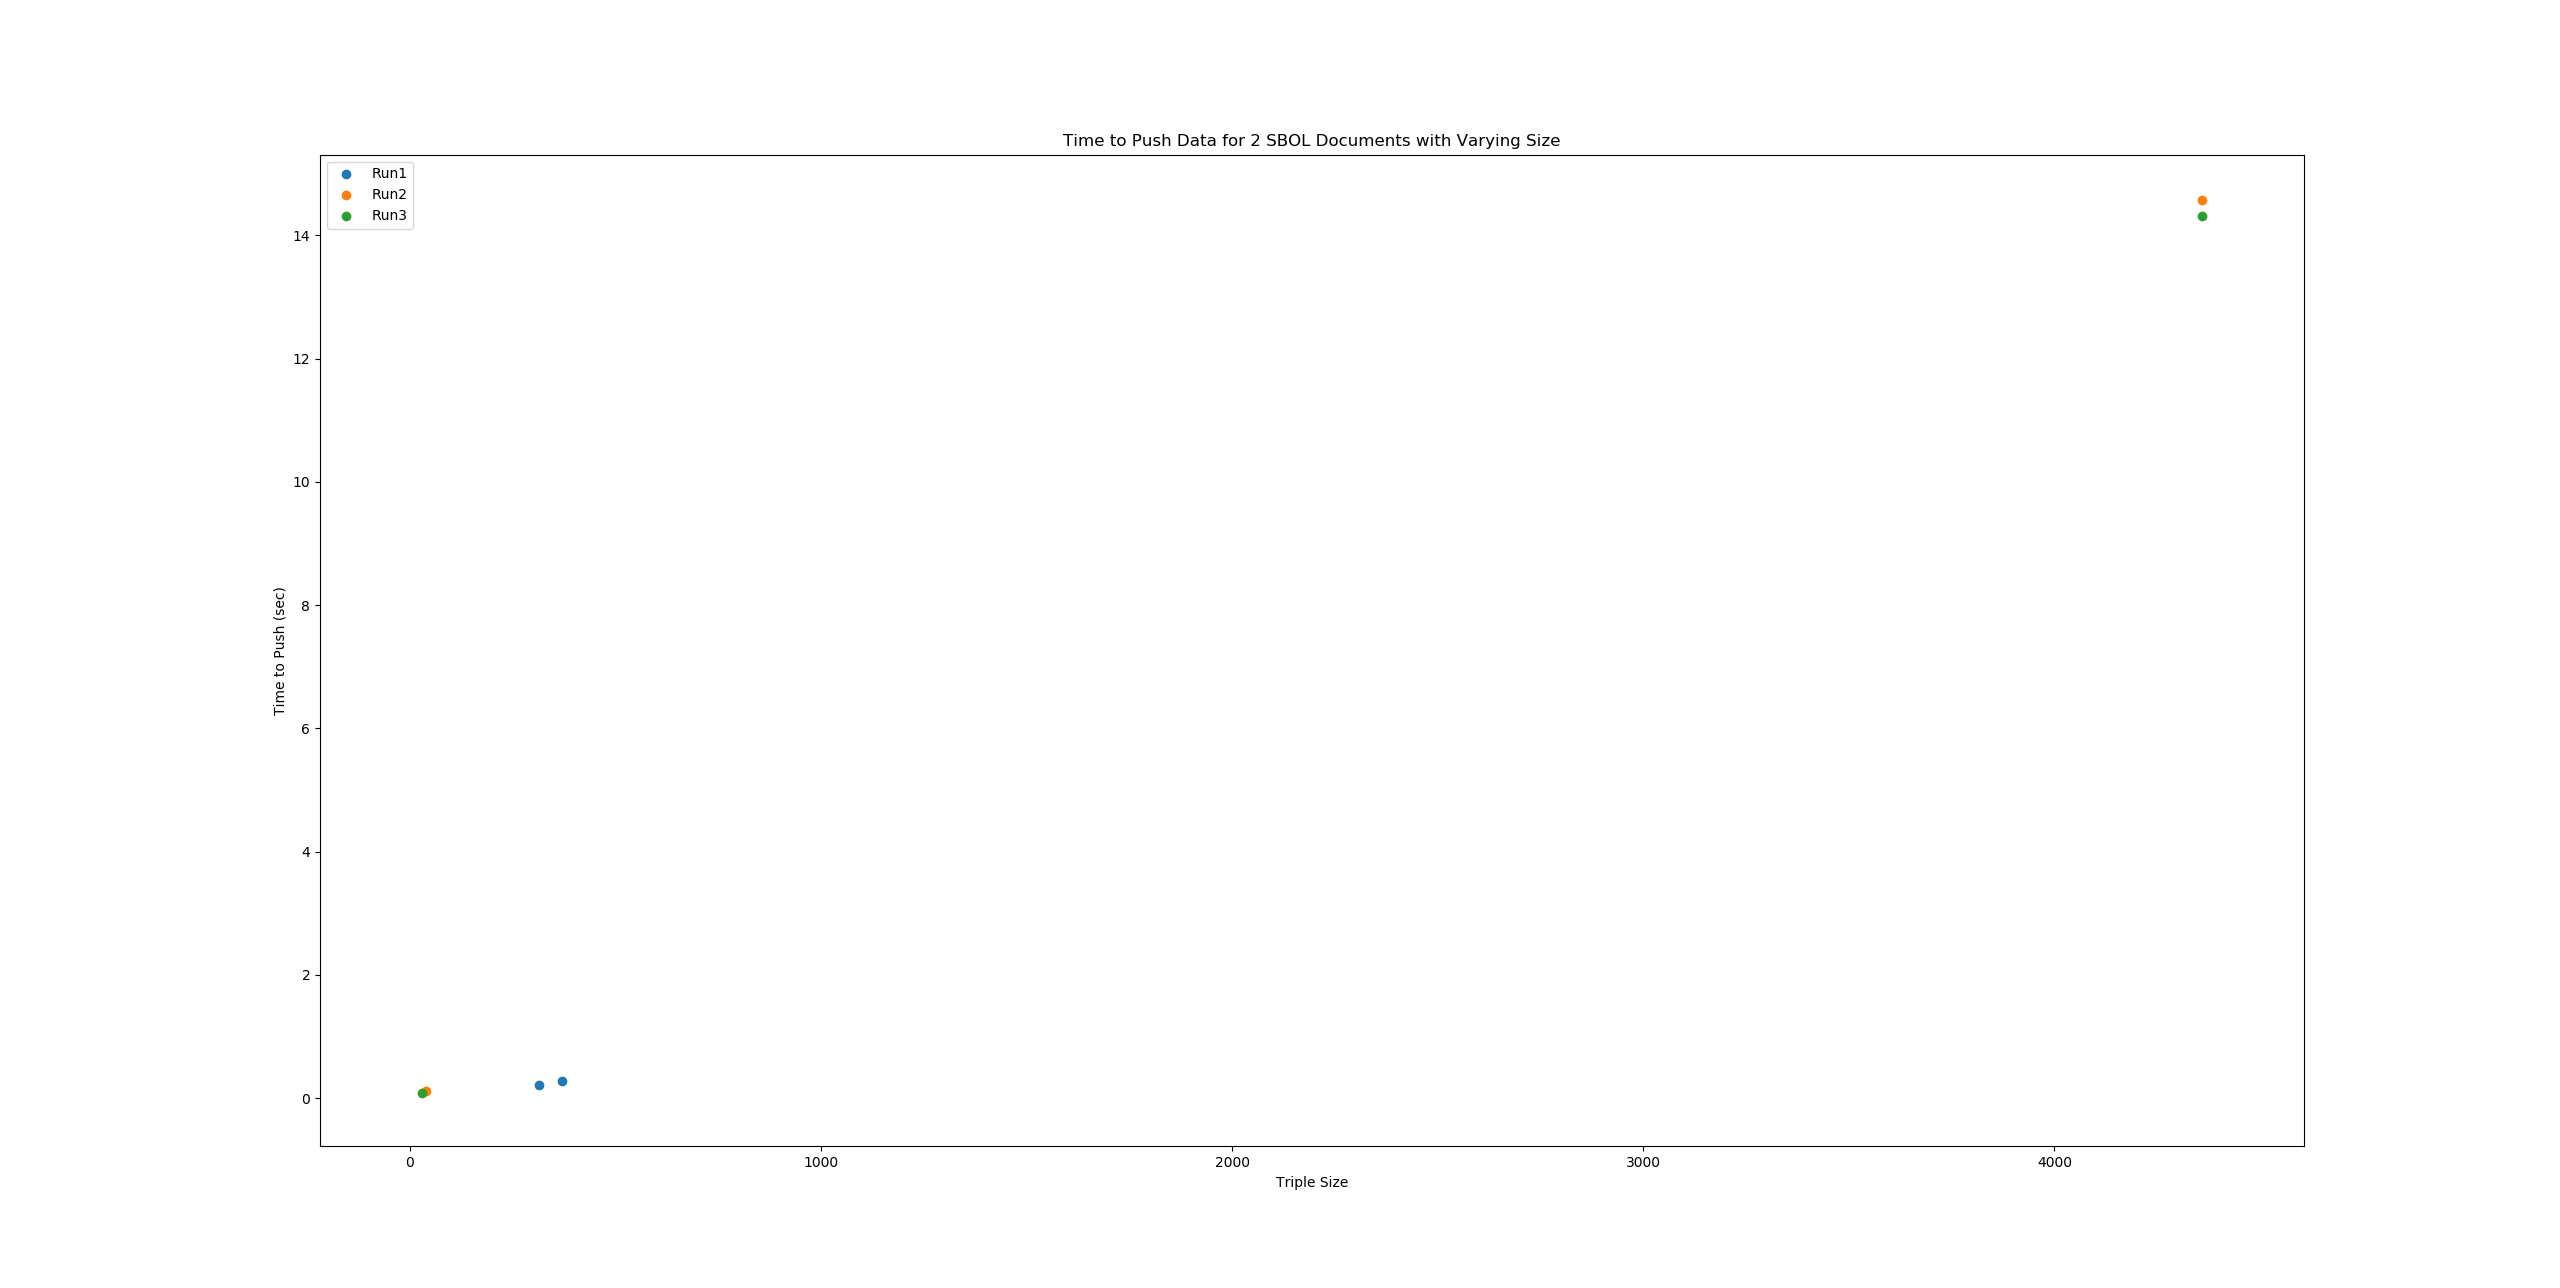 Time to Push Data for 2 SBOL Documents with Varying Size
Run1
Run2
Run3
14
12
10
8
6
4
2
0
Time to Push (sec)
0 1000 2000 3000 4000
Triple Size